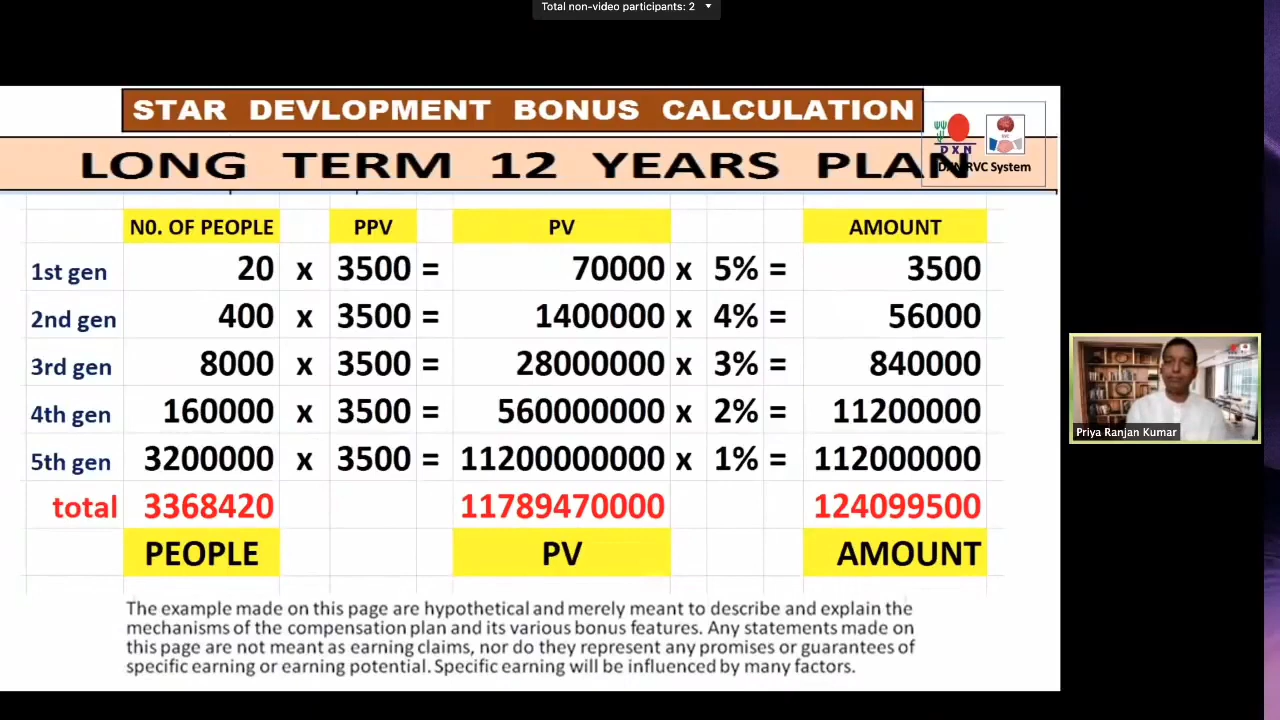 Total non-video participants: 2
STAR DEVLOPMENT BONUS CALCULATION
LONG TERM 12 YEARS PLAN
DXN
DXN RVC System
N0. OF PEOPLE PPV PV AMOUNT
1st gen 20 x 3500 = 70000 x 5% = 3500
2nd gen 400 x 3500 = 1400000 x 4% = 56000
3rd gen 8000 x 3500 = 28000000 x 3% = 840000
4th gen 160000 x 3500 = 560000000 x 2% = 11200000
5th gen 3200000 x 3500 = 11200000000 x 1% = 112000000
total 3368420 11789470000 124099500
PEOPLE PV AMOUNT
The example made on this page are hypothetical and merely meant to describe and explain the
mechanisms of the compensation plan and its various bonus features. Any statements made on
this page are not meant as earning claims, nor do they represent any promises or guarantees of
specific earning or earning potential. Specific earning will be influenced by many factors.
Priya Ranjan Kumar